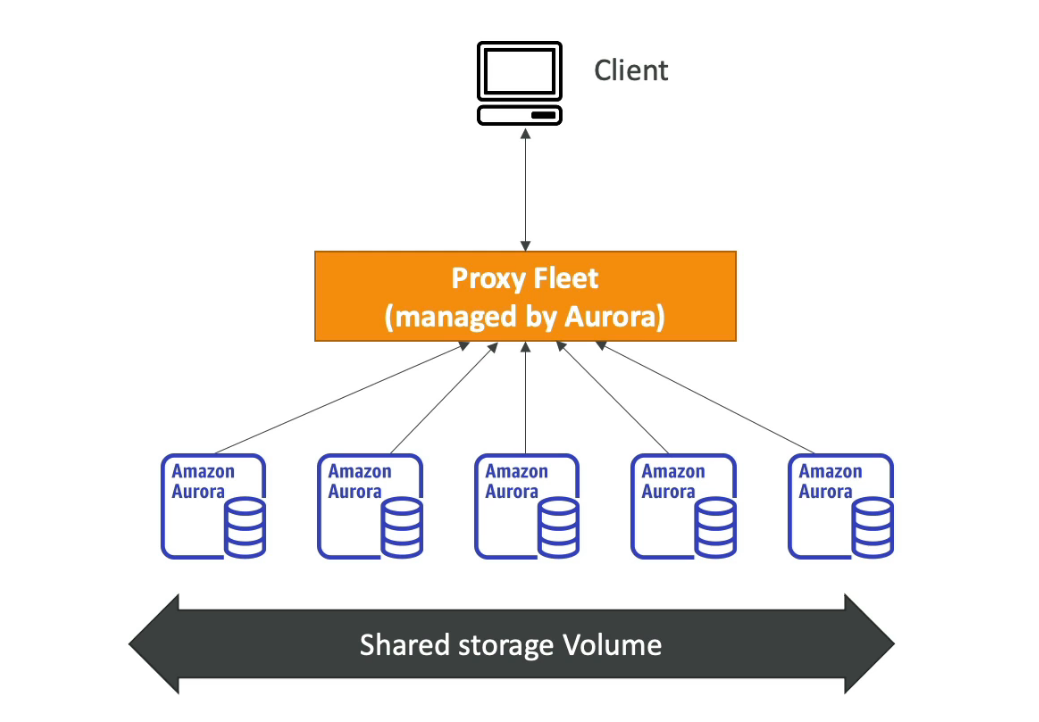 Client
Proxy Fleet
(managed by Aurora)
Amazon
Aurora
Amazon
Aurora
Amazon
Aurora
Amazon
Aurora
Amazon
Aurora
Shared storage Volume